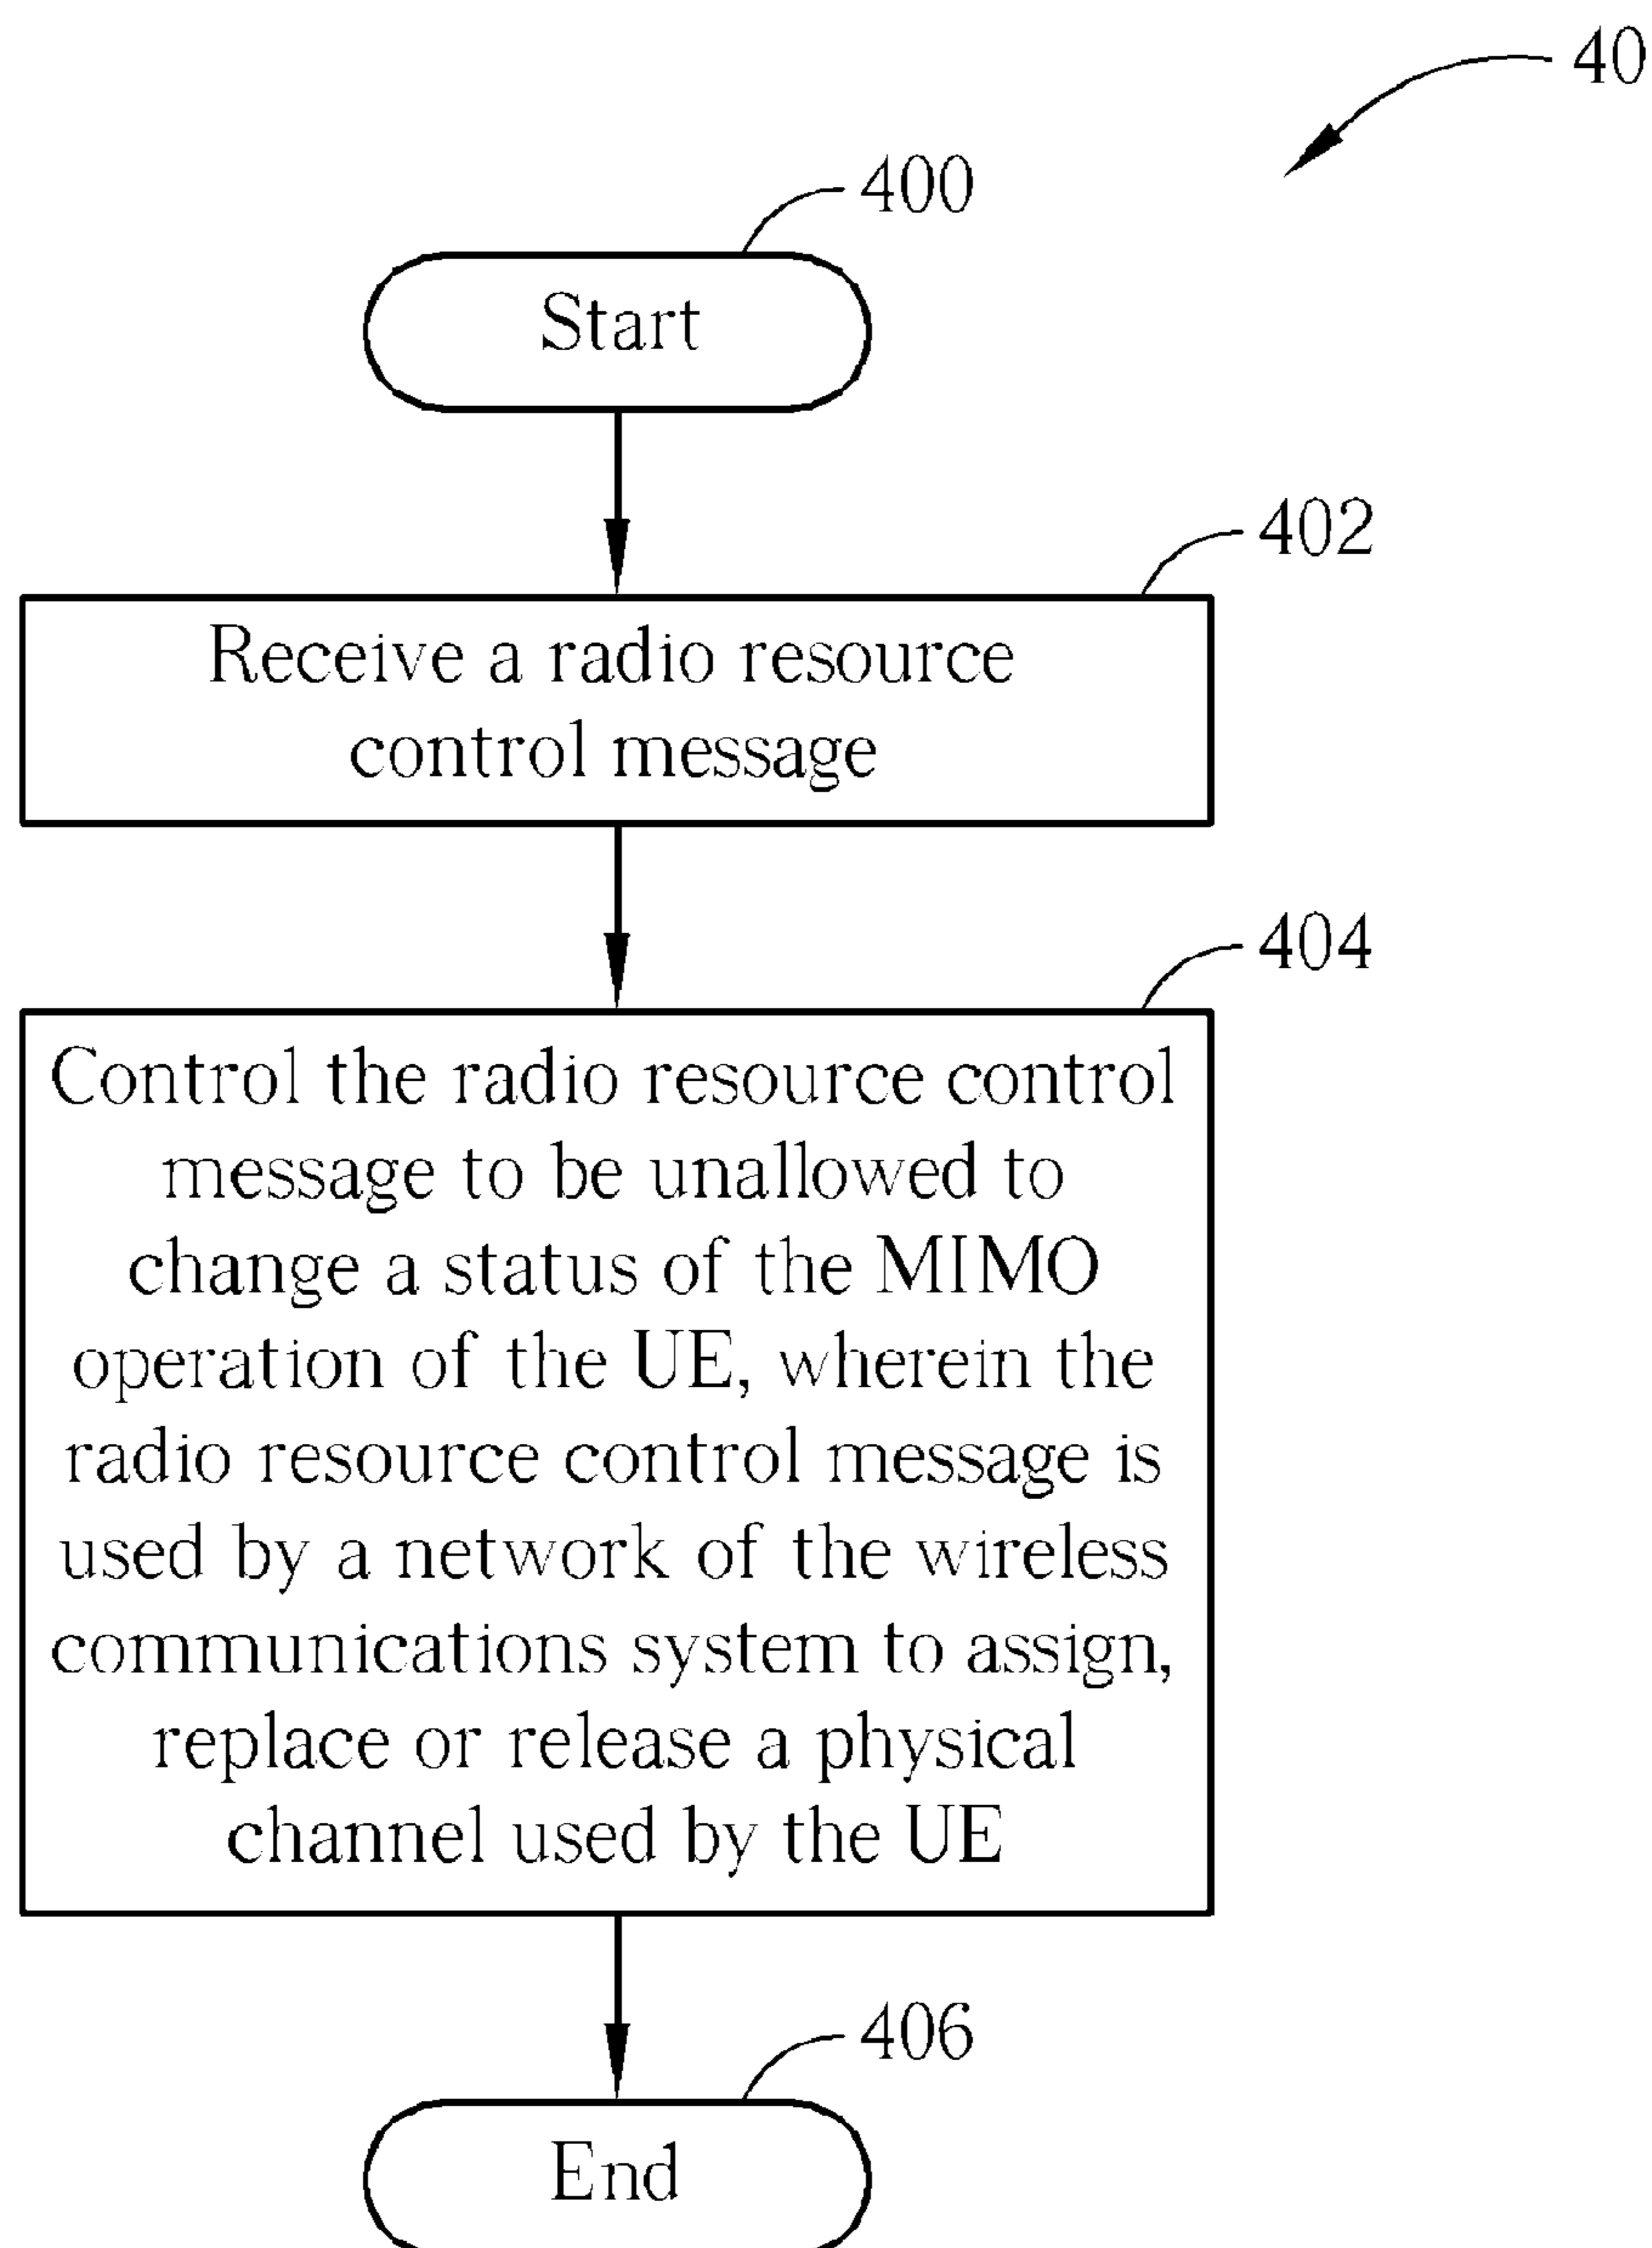 40
400
Start
402
Receive a radio resource
control message
404
Control the radio resource control
message to be unallowed to
change a status of the MIMO
operation of the UE, wherein the
radio resource control message is
used by a network of the wireless
communications system to assign,
replace or release a physical
channel used by the UE
406
End